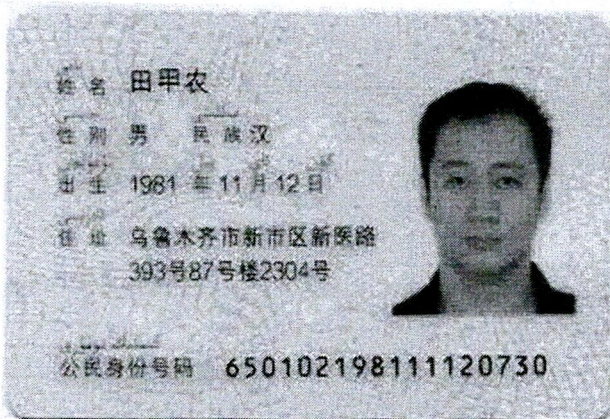 姓名 田甲农
性别 男 民族 汉
出生 1981 年 11 月 12 日
住址 乌鲁木齐市新市区新医路
393号87号楼2304号
公民身份号码 650102198111120730